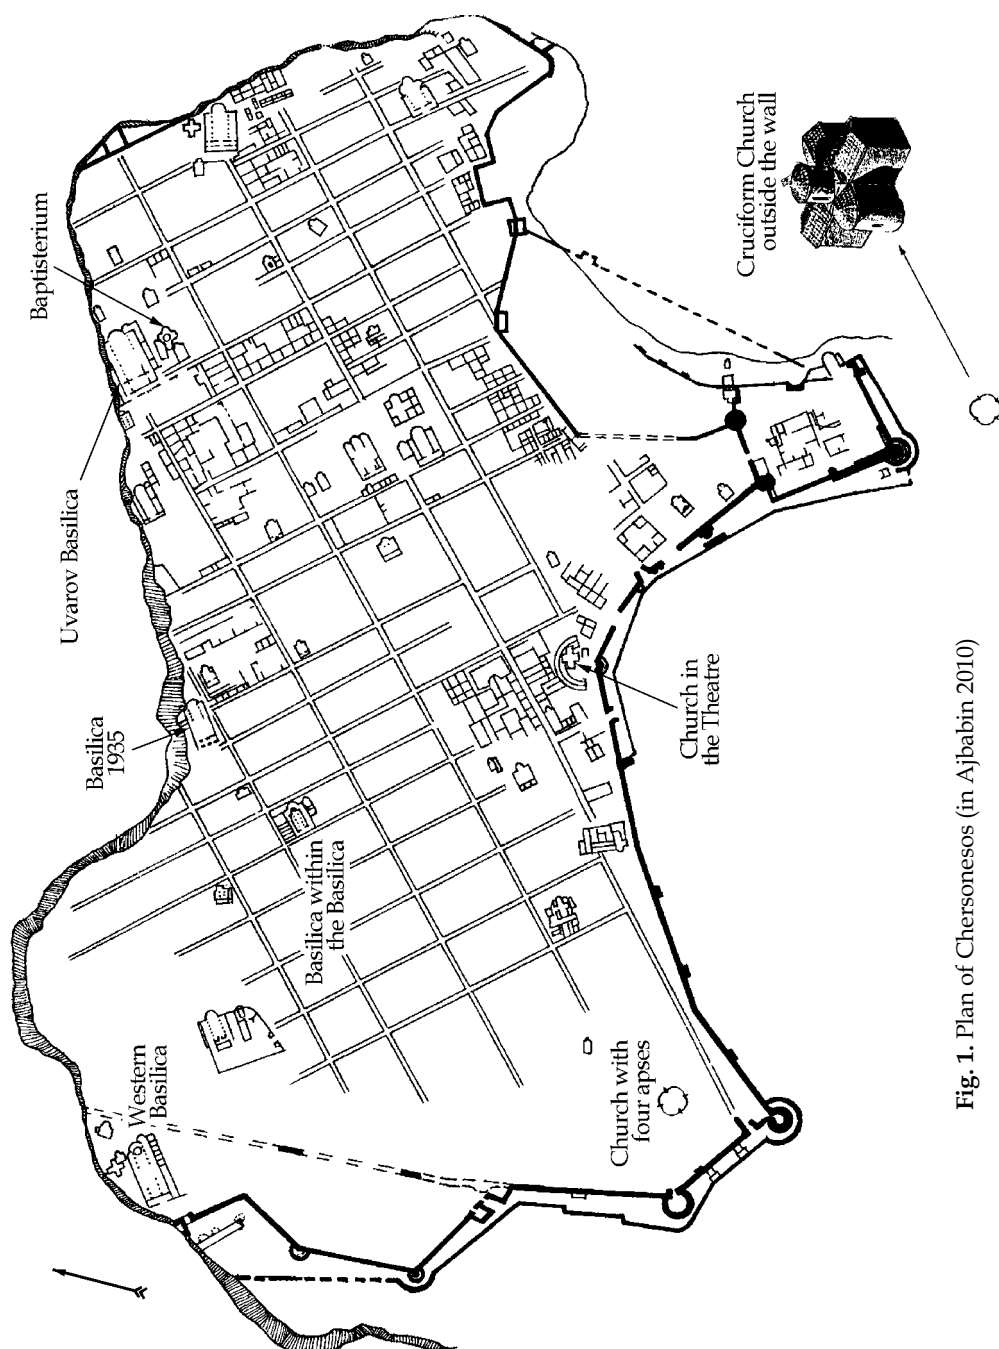 Western
Basilica
Basilica
1935
Uvarov Basilica
Baptisterium
Basilica within
the Basilica
Church with
four apses
Church in
the Theatre
Cruciform Church
outside the wall
Fig. 1. Plan of Chersonesos (in Ajbabin 2010)